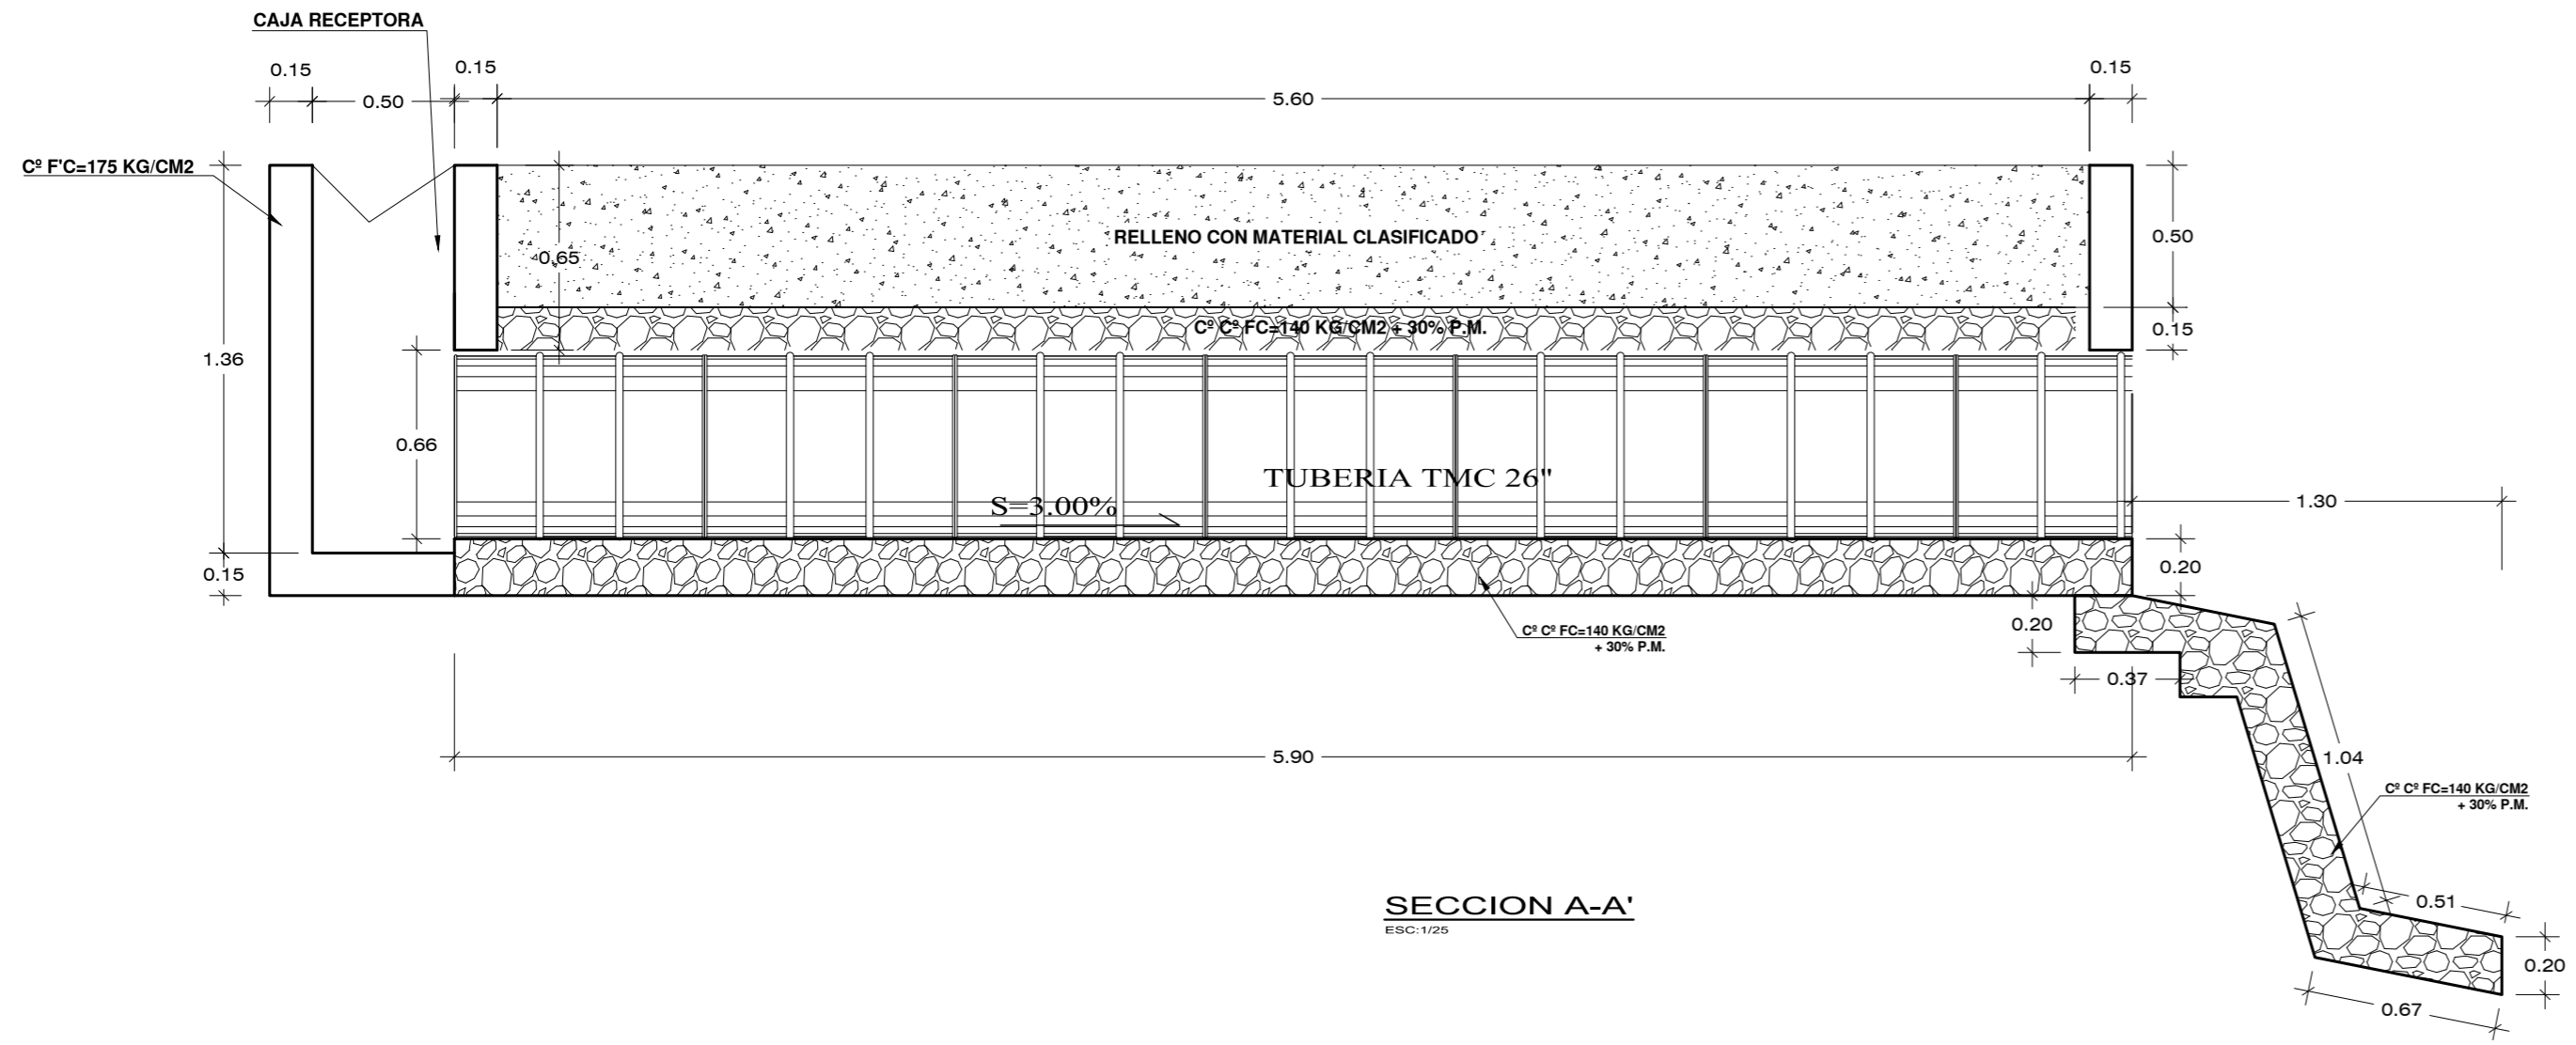 CAJA RECEPTORA
0.15
0.15
0.15
0.50
5.60
Cº F'C=175 KG/CM2
RELLENO CON MATERIAL CLASIFICADO
0.50
0.65
Cº Cº FC=140 KG/CM2 + 30% P.M.
0.15
1.36
0.66
TUBERIA TMC 26"
S=3.00%
1.30
0.15
0.20
0.20
Cº Cº FC=140 KG/CM2
+ 30% P.M.
0.37
5.90
1.04
Cº Cº FC=140 KG/CM2
+ 30% P.M.
SECCION A-A'
ESC:1/25
0.51
0.20
0.67